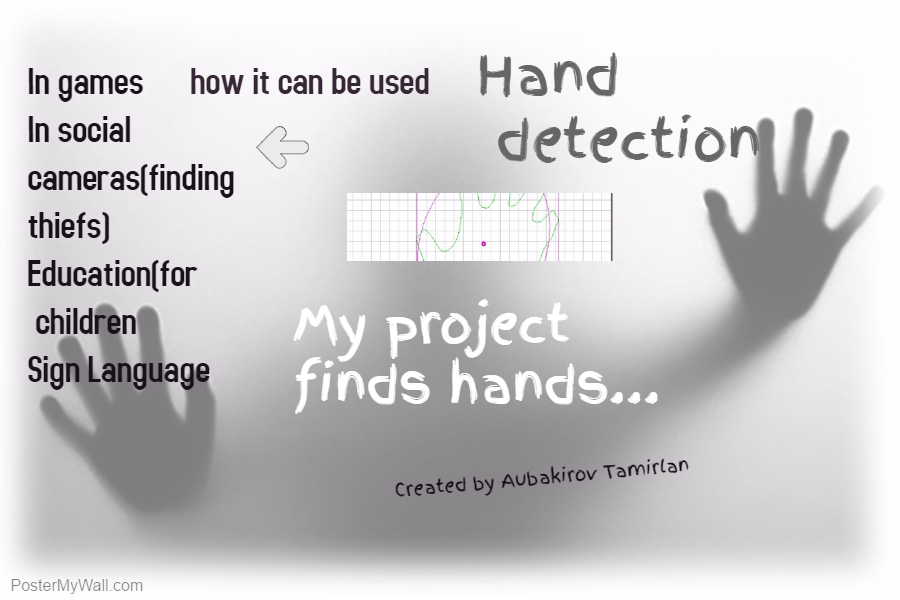 Hand
detection
how it can be used
In games
In social
cameras(finding
thiefs)
Education(for
children
Sign Language
My project
finds hands...
Created by Aubakirov Tamirlan
PosterMyWall.com